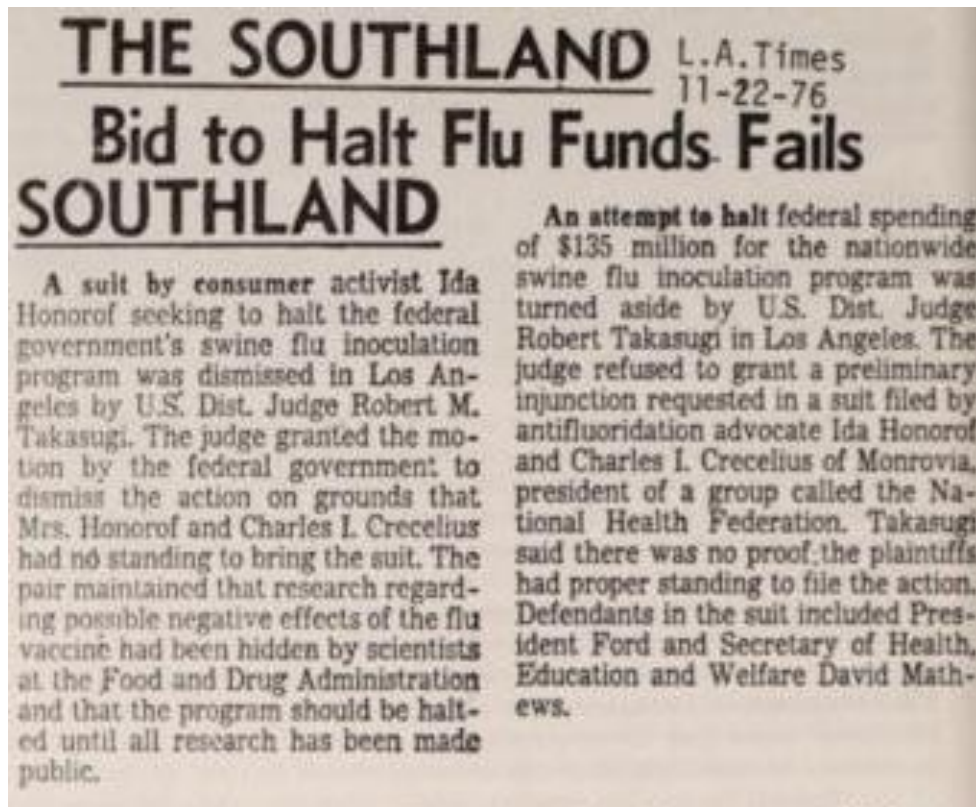 THE SOUTHLAND
L.A.Times
11-22-76
Bid to Halt Flu Funds Fails
SOUTHLAND
A suit by consumer activist Ida
Honorof seeking to halt the federal
government's swine flu inoculation
program was dismissed in Los An-
geles by U.S. Dist. Judge Robert M.
Takasugi. The judge granted the mo-
tion by the federal government to
dismiss the action on grounds that
Mrs. Honorof and Charles I. Crecelius
had no standing to bring the suit. The
pair maintained that research regard-
ing possible negative effects of the flu
vaccine had been hidden by scientists
at the Food and Drug Administration
and that the program should be halt-
ed until all research has been made
public.
An attempt to halt federal spending
of $135 million for the nationwide
swine flu inoculation program was
turned aside by U.S. Dist. Judge
Robert Takasugi in Los Angeles. The
judge refused to grant a preliminary
injunction requested in a suit filed by
antifluoridation advocate Ida Honorof
and Charles I. Crecelius of Monrovia,
president of a group called the Na-
tional Health Federation. Takasugi
said there was no proof the plaintiffs
had proper standing to file the action.
Defendants in the suit included Pres-
ident Ford and Secretary of Health,
Education and Welfare David Math-
ews.